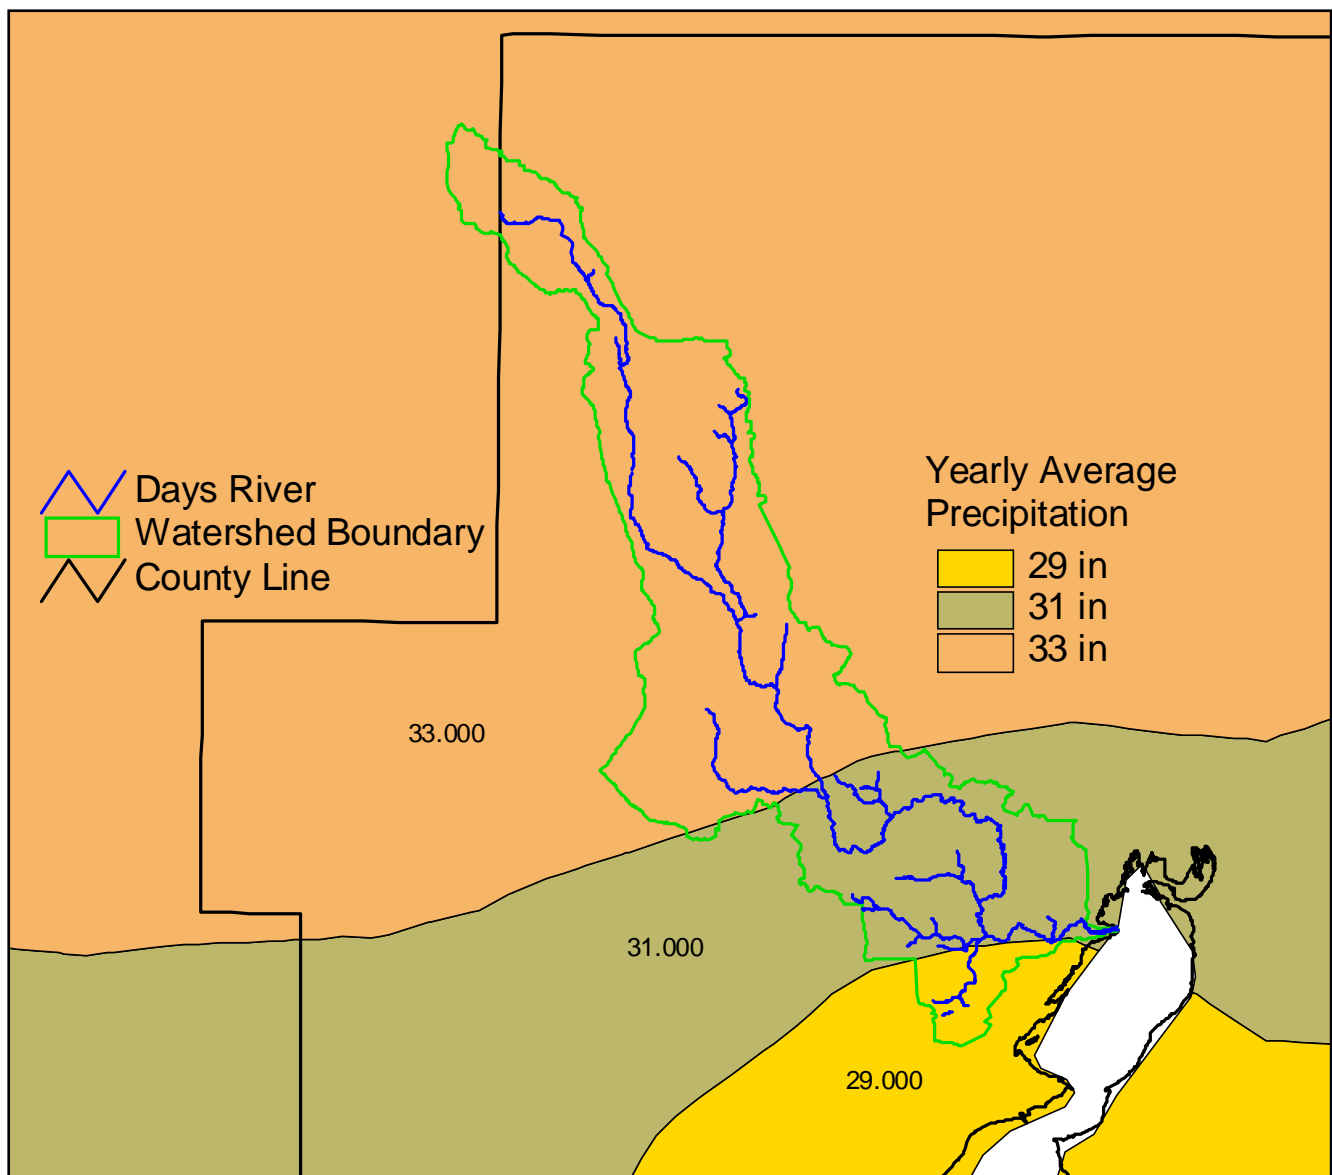 Days River
Watershed Boundary
County Line
Yearly Average
Precipitation
29 in
31 in
33 in
33.000
31.000
29.000